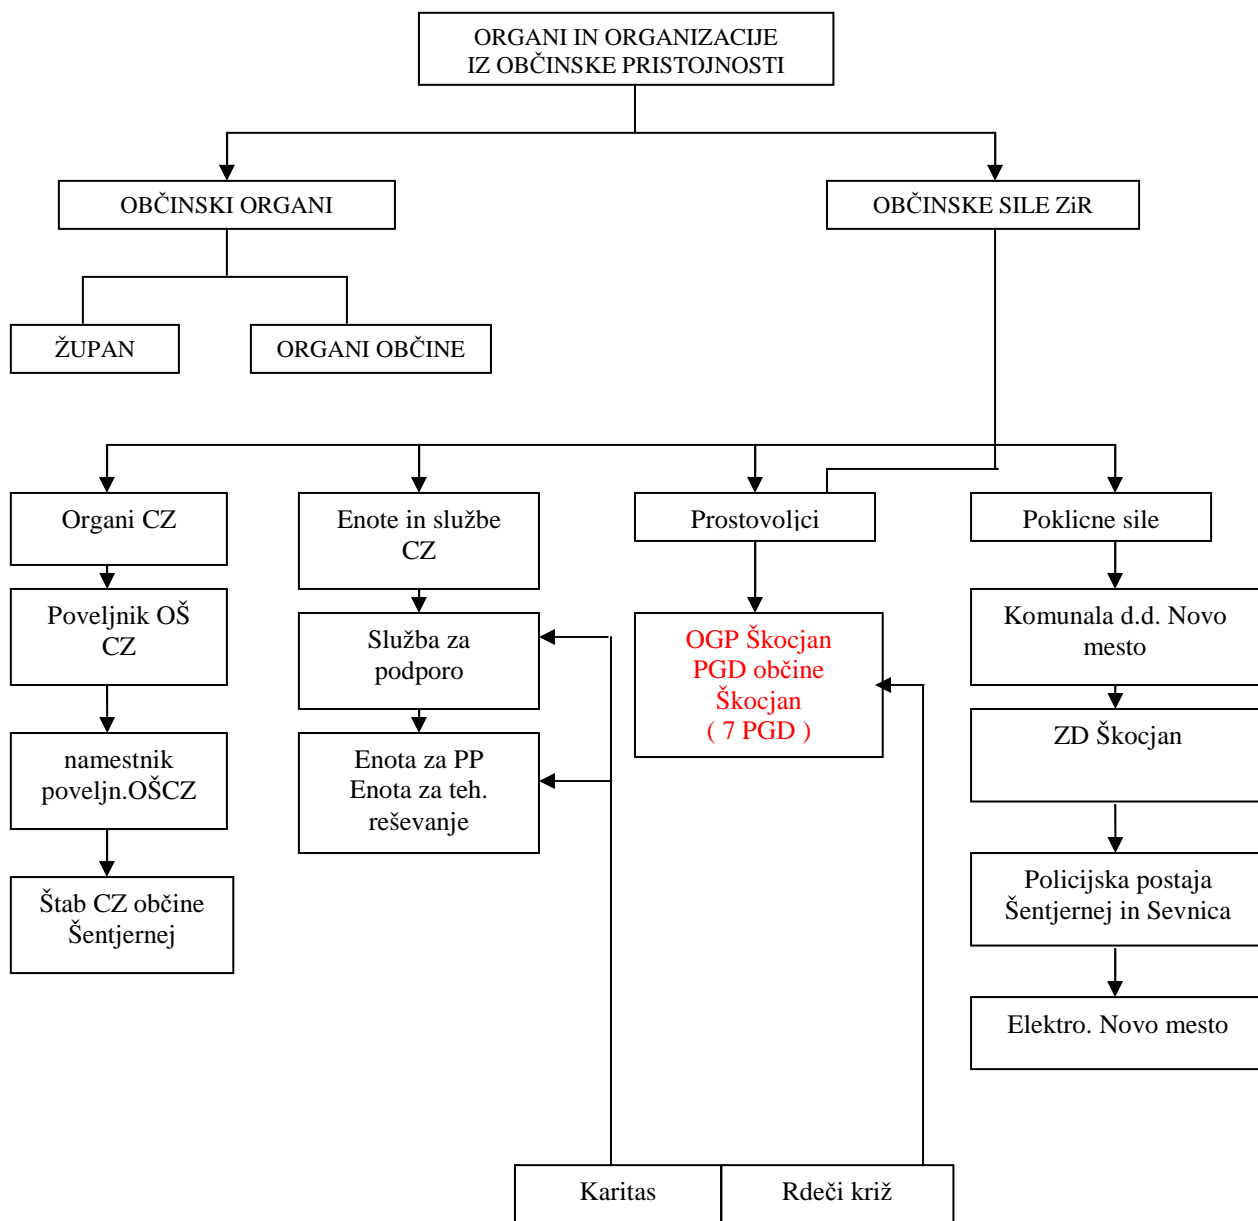 ORGANI IN ORGANIZACIJE
IZ OBČINSKE PRISTOJNOSTI
OBČINSKI ORGANI
OBČINSKE SILE ZiR
ŽUPAN
ORGANI OBČINE
Organi CZ
Poveljnik OŠ
CZ
namestnik
poveljn.OŠCZ
Štab CZ občine
Šentjernej
Enote in službe
CZ
Služba za
podporo
Enota za PP
Enota za teh.
reševanje
Prostovoljci
OGP Škocjan
PGD občine
Škocjan
( 7 PGD )
Poklicne sile
Komunala d.d. Novo
mesto
ZD Škocjan
Policijska postaja
Šentjernej in Sevnica
Elektro. Novo mesto
Karitas
Rdeči križ